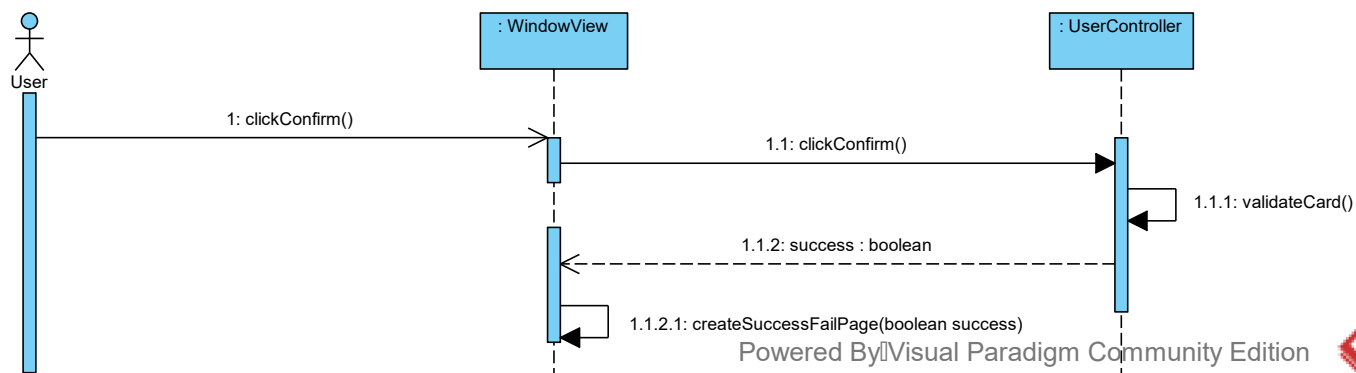 : WindowView
: UserController
User
1: clickConfirm()
1.1: clickConfirm()
1.1.1: validateCard()
1.1.2: success : boolean
1.1.2.1: createSuccessFailPage(boolean success)
Powered By▯Visual Paradigm Community Edition